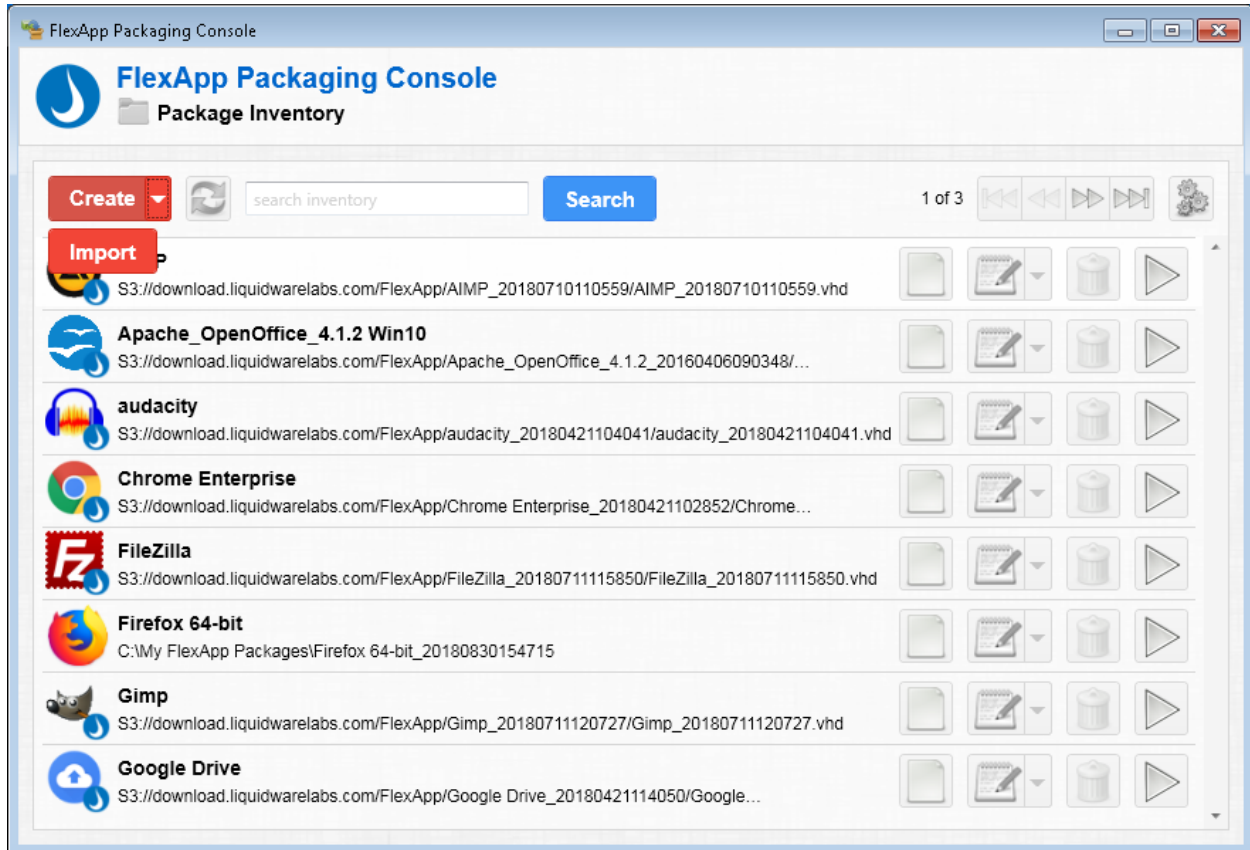 FlexApp Packaging Console
FlexApp Packaging Console
Package Inventory
Create
search inventory
Search
1 of 3
Import
P
S3://download.liquidwarelabs.com/FlexApp/AIMP_20180710110559/AIMP_20180710110559.vhd
Apache_OpenOffice_4.1.2 Win10
S3://download.liquidwarelabs.com/FlexApp/Apache_OpenOffice_4.1.2_20160406090348/...
audacity
S3://download.liquidwarelabs.com/FlexApp/audacity_20180421104041/audacity_20180421104041.vhd
Chrome Enterprise
S3://download.liquidwarelabs.com/FlexApp/Chrome Enterprise_20180421102852/Chrome...
FileZilla
S3://download.liquidwarelabs.com/FlexApp/FileZilla_20180711115850/FileZilla_20180711115850.vhd
Firefox 64-bit
C:\My FlexApp Packages\Firefox 64-bit_20180830154715
Gimp
S3://download.liquidwarelabs.com/FlexApp/Gimp_20180711120727/Gimp_20180711120727.vhd
Google Drive
S3://download.liquidwarelabs.com/FlexApp/Google Drive_20180421114050/Google...